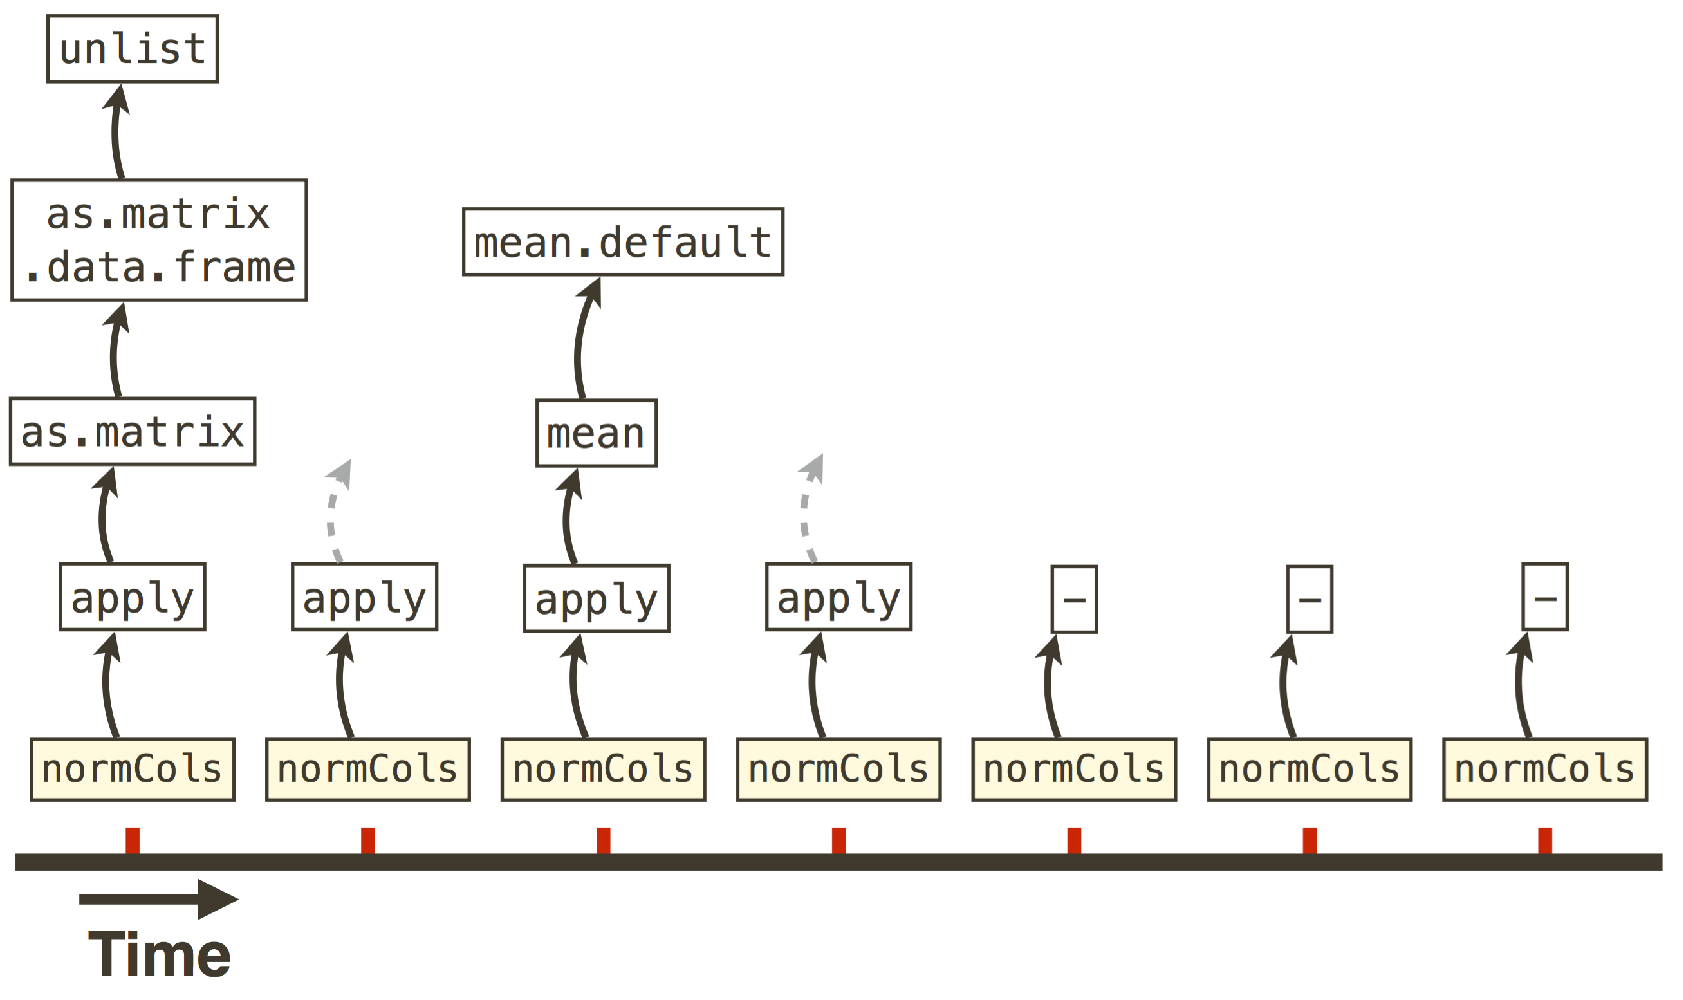 unlist
as.matrix
.data.frame
mean.default
as.matrix
mean
apply
apply
apply
apply
−
−
−
normCols
normCols
normCols
normCols
normCols
normCols
normCols
Time